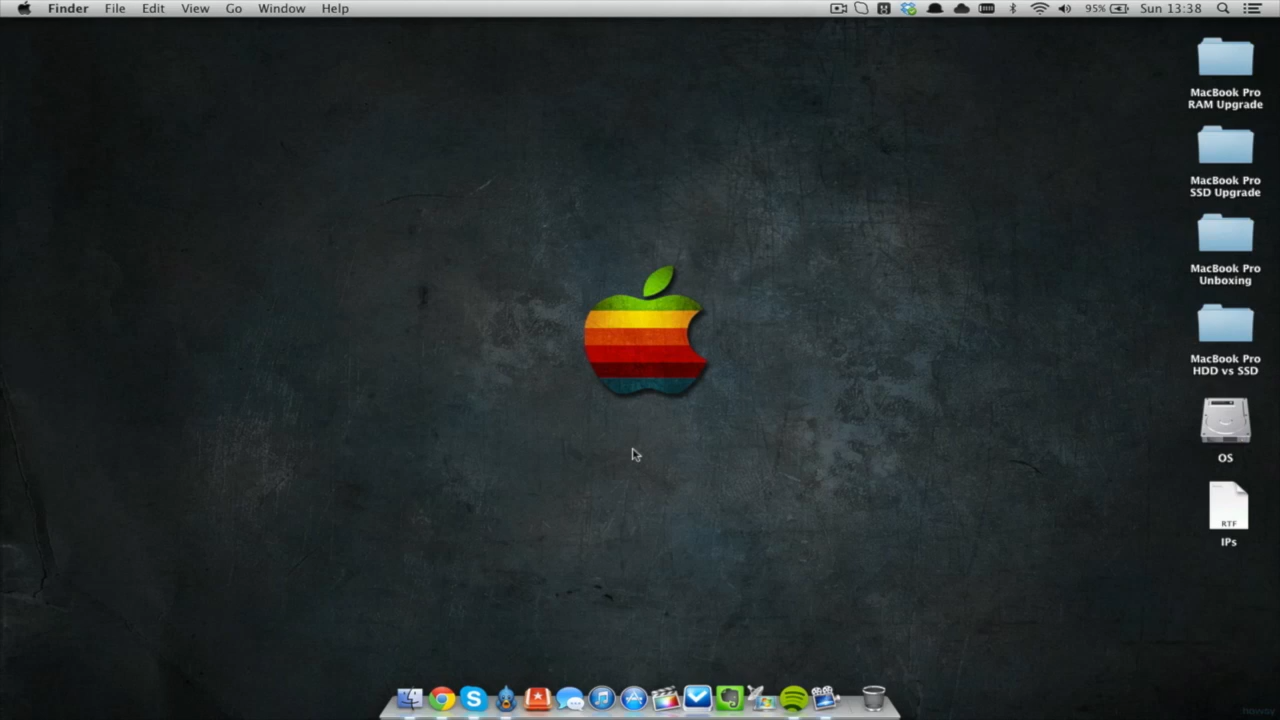 Finder File Edit View Go Window Help 95% Sun 13:38
MacBook Pro
RAM Upgrade
MacBook Pro
SSD Upgrade
MacBook Pro
Unboxing
MacBook Pro
HDD vs SSD
OS
RTF
IPs